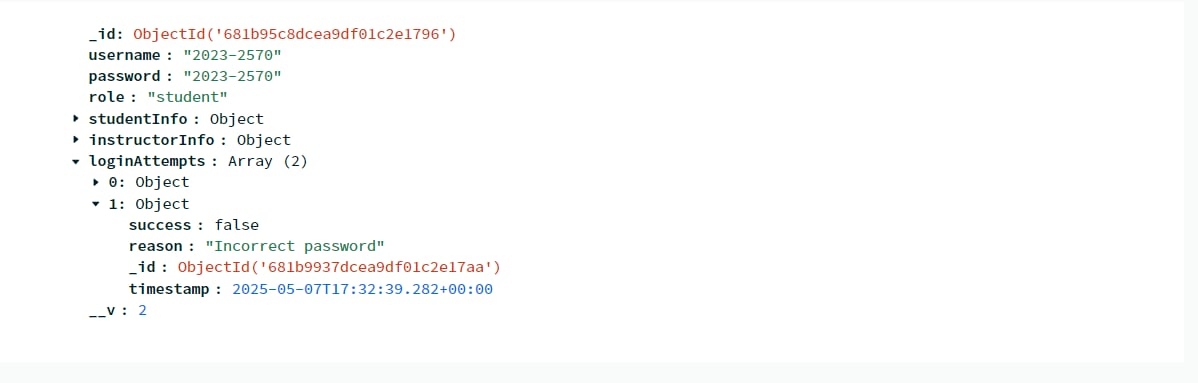 _id: ObjectId('681b95c8dcea9df01c2e1796')
username : "2023-2570"
password : "2023-2570"
role : "student"
studentInfo : Object
instructorInfo : Object
loginAttempts : Array (2)
0: Object
1: Object
success : false
reason : "Incorrect password"
_id : ObjectId('681b9937dcea9df01c2e17aa')
timestamp : 2025-05-07T17:32:39.282+00:00
__v : 2